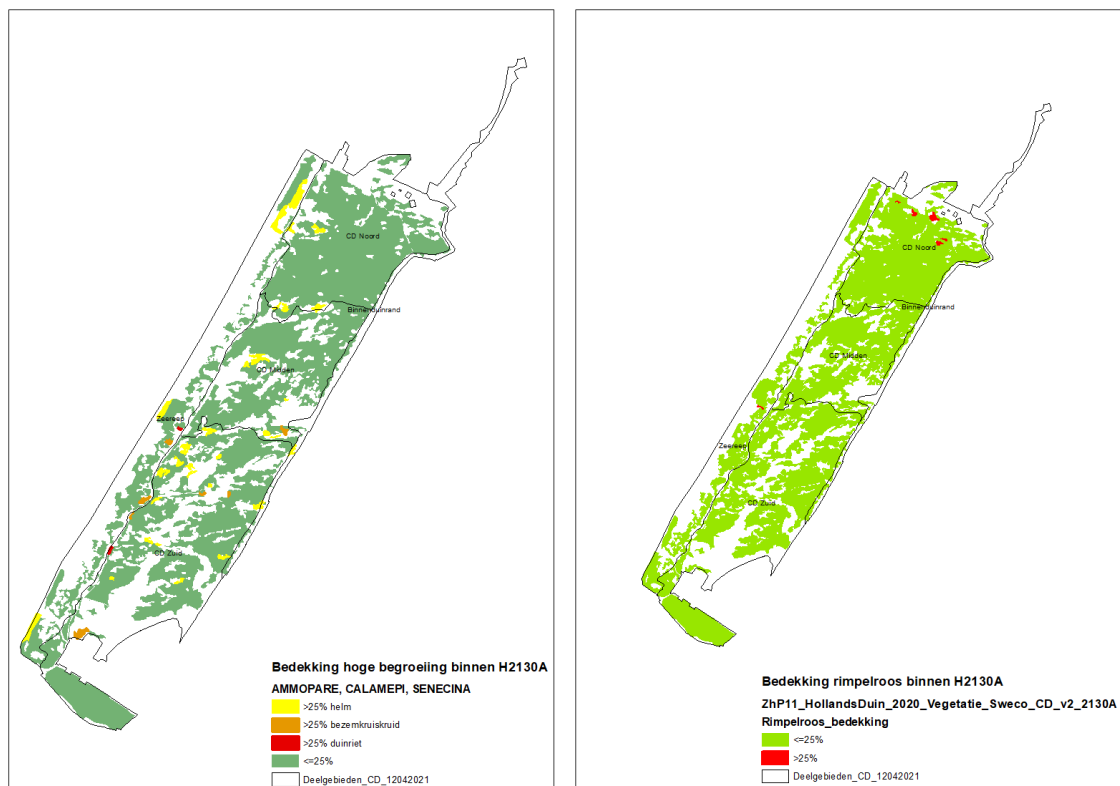 CD Noord
Binnenduinrand
CD Midden
Zeereep
CD Zuid
Bedekking hoge begroeiing binnen H2130A
AMMOPARE, CALAMEPI, SENECINA
>25% helm
>25% bezemkruiskruid
>25% duinriet
<=25%
Deelgebieden_CD_12042021
CD Noord
Binnenduinrand
CD Midden
Zeereep
CD Zuid
Bedekking rimpelroos binnen H2130A
ZhP11_HollandsDuin_2020_Vegetatie_Sweco_CD_v2_2130A
Rimpelroos_bedekking
<=25%
>25%
Deelgebieden_CD_12042021